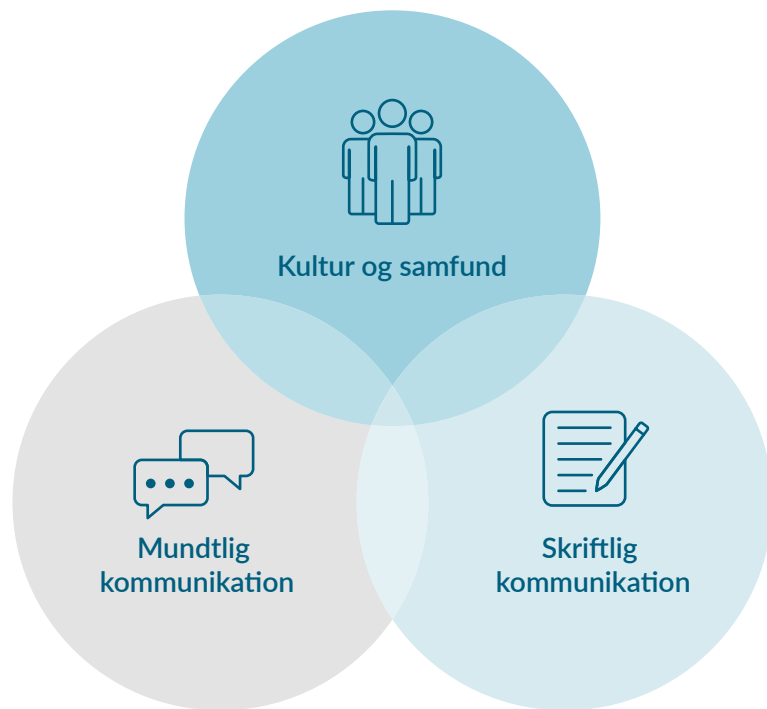 Kultur og samfund
Mundtlig
kommunikation
Skriftlig
kommunikation